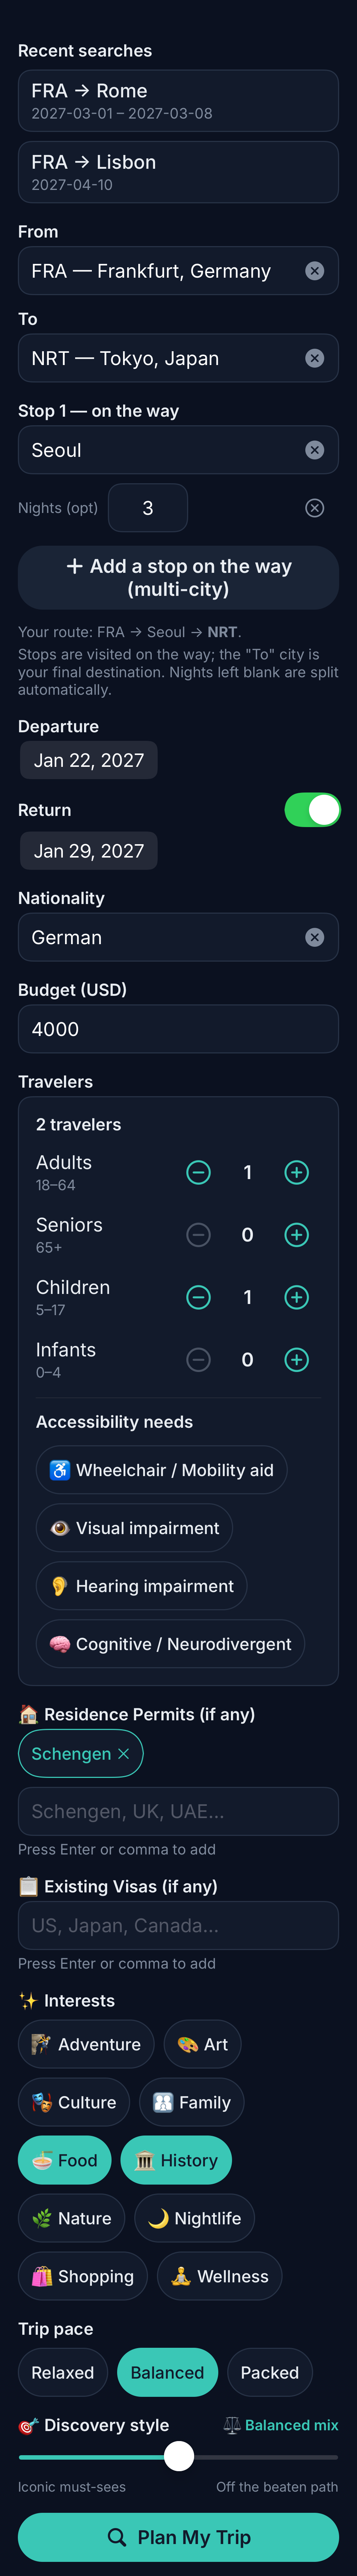 Recent searches
FRA → Rome
2027-03-01 – 2027-03-08
FRA → Lisbon
2027-04-10
From
FRA — Frankfurt, Germany
To
NRT — Tokyo, Japan
Stop 1 — on the way
Seoul
Nights (opt) 3
+ Add a stop on the way
(multi-city)
Your route: FRA → Seoul → NRT.
Stops are visited on the way; the "To" city is
your final destination. Nights left blank are split
automatically.
Departure
Jan 22, 2027
Return
Jan 29, 2027
Nationality
German
Budget (USD)
4000
Travelers
2 travelers
Adults
18–64
1
Seniors
65+
0
Children
5–17
1
Infants
0–4
0
Accessibility needs
♿ Wheelchair / Mobility aid
👁️ Visual impairment
🦻 Hearing impairment
🧠 Cognitive / Neurodivergent
🏠 Residence Permits (if any)
Schengen ×
Schengen, UK, UAE...
Press Enter or comma to add
📋 Existing Visas (if any)
US, Japan, Canada...
Press Enter or comma to add
✨ Interests
Adventure 🎨 Art
🎭 Culture Family
🍜 Food 🏛️ History
🌿 Nature 🌙 Nightlife
🛍️ Shopping 🧘 Wellness
Trip pace
Relaxed Balanced Packed
🎯 Discovery style ⚖️ Balanced mix
Iconic must-sees Off the beaten path
Plan My Trip